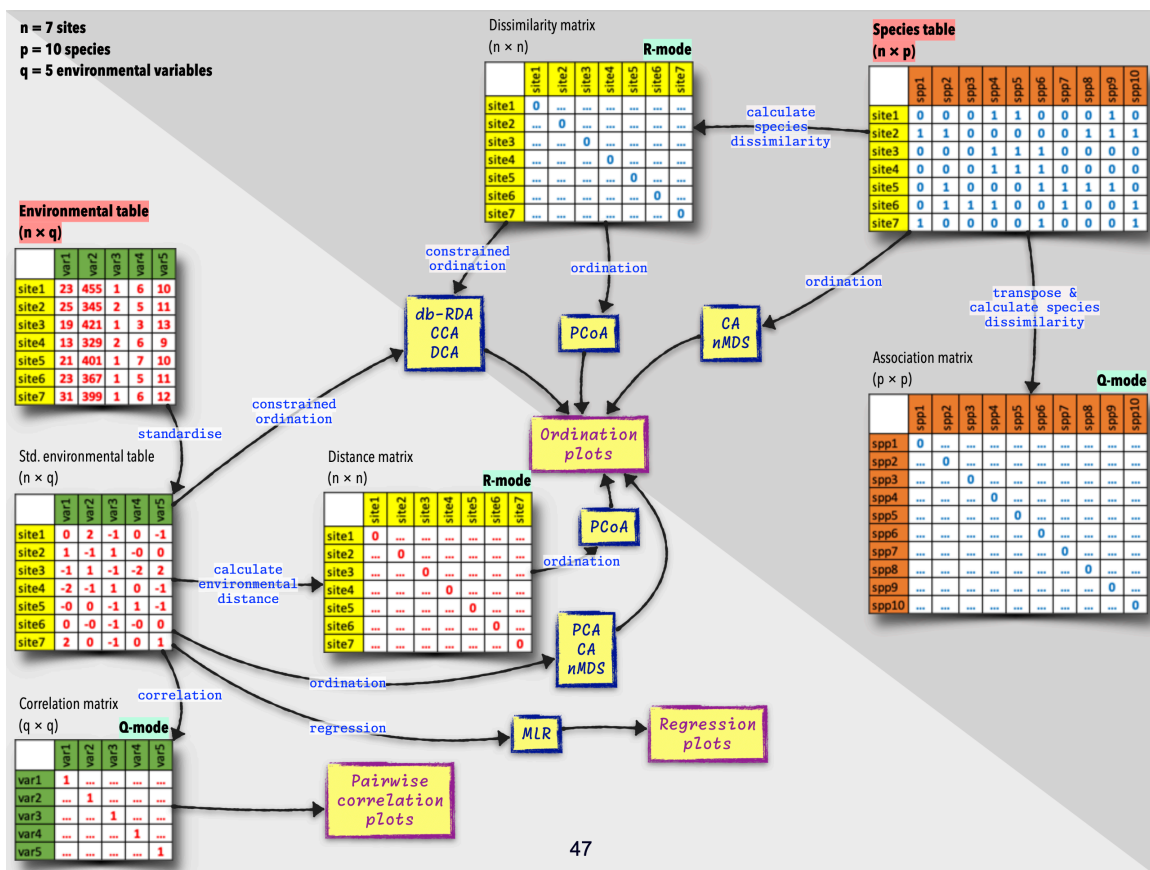 n = 7 sites
p = 10 species
q = 5 environmental variables
Dissimilarity matrix
(n × n)
R-mode
site1 site2 site3 site4 site5 site6 site7
site1 0 ... ... ... ... ... ...
site2 ... 0 ... ... ... ... ...
site3 ... ... 0 ... ... ... ...
site4 ... ... ... 0 ... ... ...
site5 ... ... ... ... 0 ... ...
site6 ... ... ... ... ... 0 ...
site7 ... ... ... ... ... ... 0
calculate
species
dissimilarity
Species table
(n × p)
spp1 spp2 spp3 spp4 spp5 spp6 spp7 spp8 spp9 spp10
site1 0 0 0 1 1 0 0 0 1 0
site2 1 1 0 0 0 0 0 1 1 1
site3 0 0 0 1 1 1 0 0 0 0
site4 0 0 0 1 1 1 0 0 0 0
site5 0 1 0 0 0 1 1 1 1 0
site6 0 1 1 1 0 1 0 0 0 1
site7 1 0 0 0 0 1 0 0 0 1
Environmental table
(n × q)
var1 var2 var3 var4 var5
site1 23 455 1 6 10
site2 25 345 2 5 11
site3 19 421 1 3 13
site4 13 329 2 6 9
site5 21 401 1 7 10
site6 23 367 1 5 11
site7 31 399 1 6 12
constrained
ordination
ordination
ordination
transpose &
calculate species
dissimilarity
db-RDA
CCA
DCA
PCoA
CA
nMDS
Association matrix
(p × p)
Q-mode
spp1 spp2 spp3 spp4 spp5 spp6 spp7 spp8 spp9 spp10
spp1 0 ... ... ... ... ... ... ... ... ...
spp2 ... 0 ... ... ... ... ... ... ... ...
spp3 ... ... 0 ... ... ... ... ... ... ...
spp4 ... ... ... 0 ... ... ... ... ... ...
spp5 ... ... ... ... 0 ... ... ... ... ...
spp6 ... ... ... ... ... 0 ... ... ... ...
spp7 ... ... ... ... ... ... 0 ... ... ...
spp8 ... ... ... ... ... ... ... 0 ... ...
spp9 ... ... ... ... ... ... ... ... 0 ...
spp10 ... ... ... ... ... ... ... ... ... 0
constrained
ordination
standardise
Ordination
plots
Std. environmental table
(n × q)
var1 var2 var3 var4 var5
site1 0 2 -1 0 -1
site2 1 -1 1 -0 0
site3 -1 1 -1 -2 2
site4 -2 -1 1 0 -1
site5 -0 0 -1 1 -1
site6 0 -0 -1 -0 0
site7 2 0 -1 0 1
calculate
environmental
distance
Distance matrix
(n × n)
R-mode
site1 site2 site3 site4 site5 site6 site7
site1 0 ... ... ... ... ... ...
site2 ... 0 ... ... ... ... ...
site3 ... ... 0 ... ... ... ...
site4 ... ... ... 0 ... ... ...
site5 ... ... ... ... 0 ... ...
site6 ... ... ... ... ... 0 ...
site7 ... ... ... ... ... ... 0
PCoA
ordination
PCA
CA
nMDS
ordination
correlation
regression
MLR
Regression
plots
Correlation matrix
(q × q)
Q-mode
var1 var2 var3 var4 var5
var1 1 ... ... ... ...
var2 ... 1 ... ... ...
var3 ... ... 1 ... ...
var4 ... ... ... 1 ...
var5 ... ... ... ... 1
Pairwise
correlation
plots
47